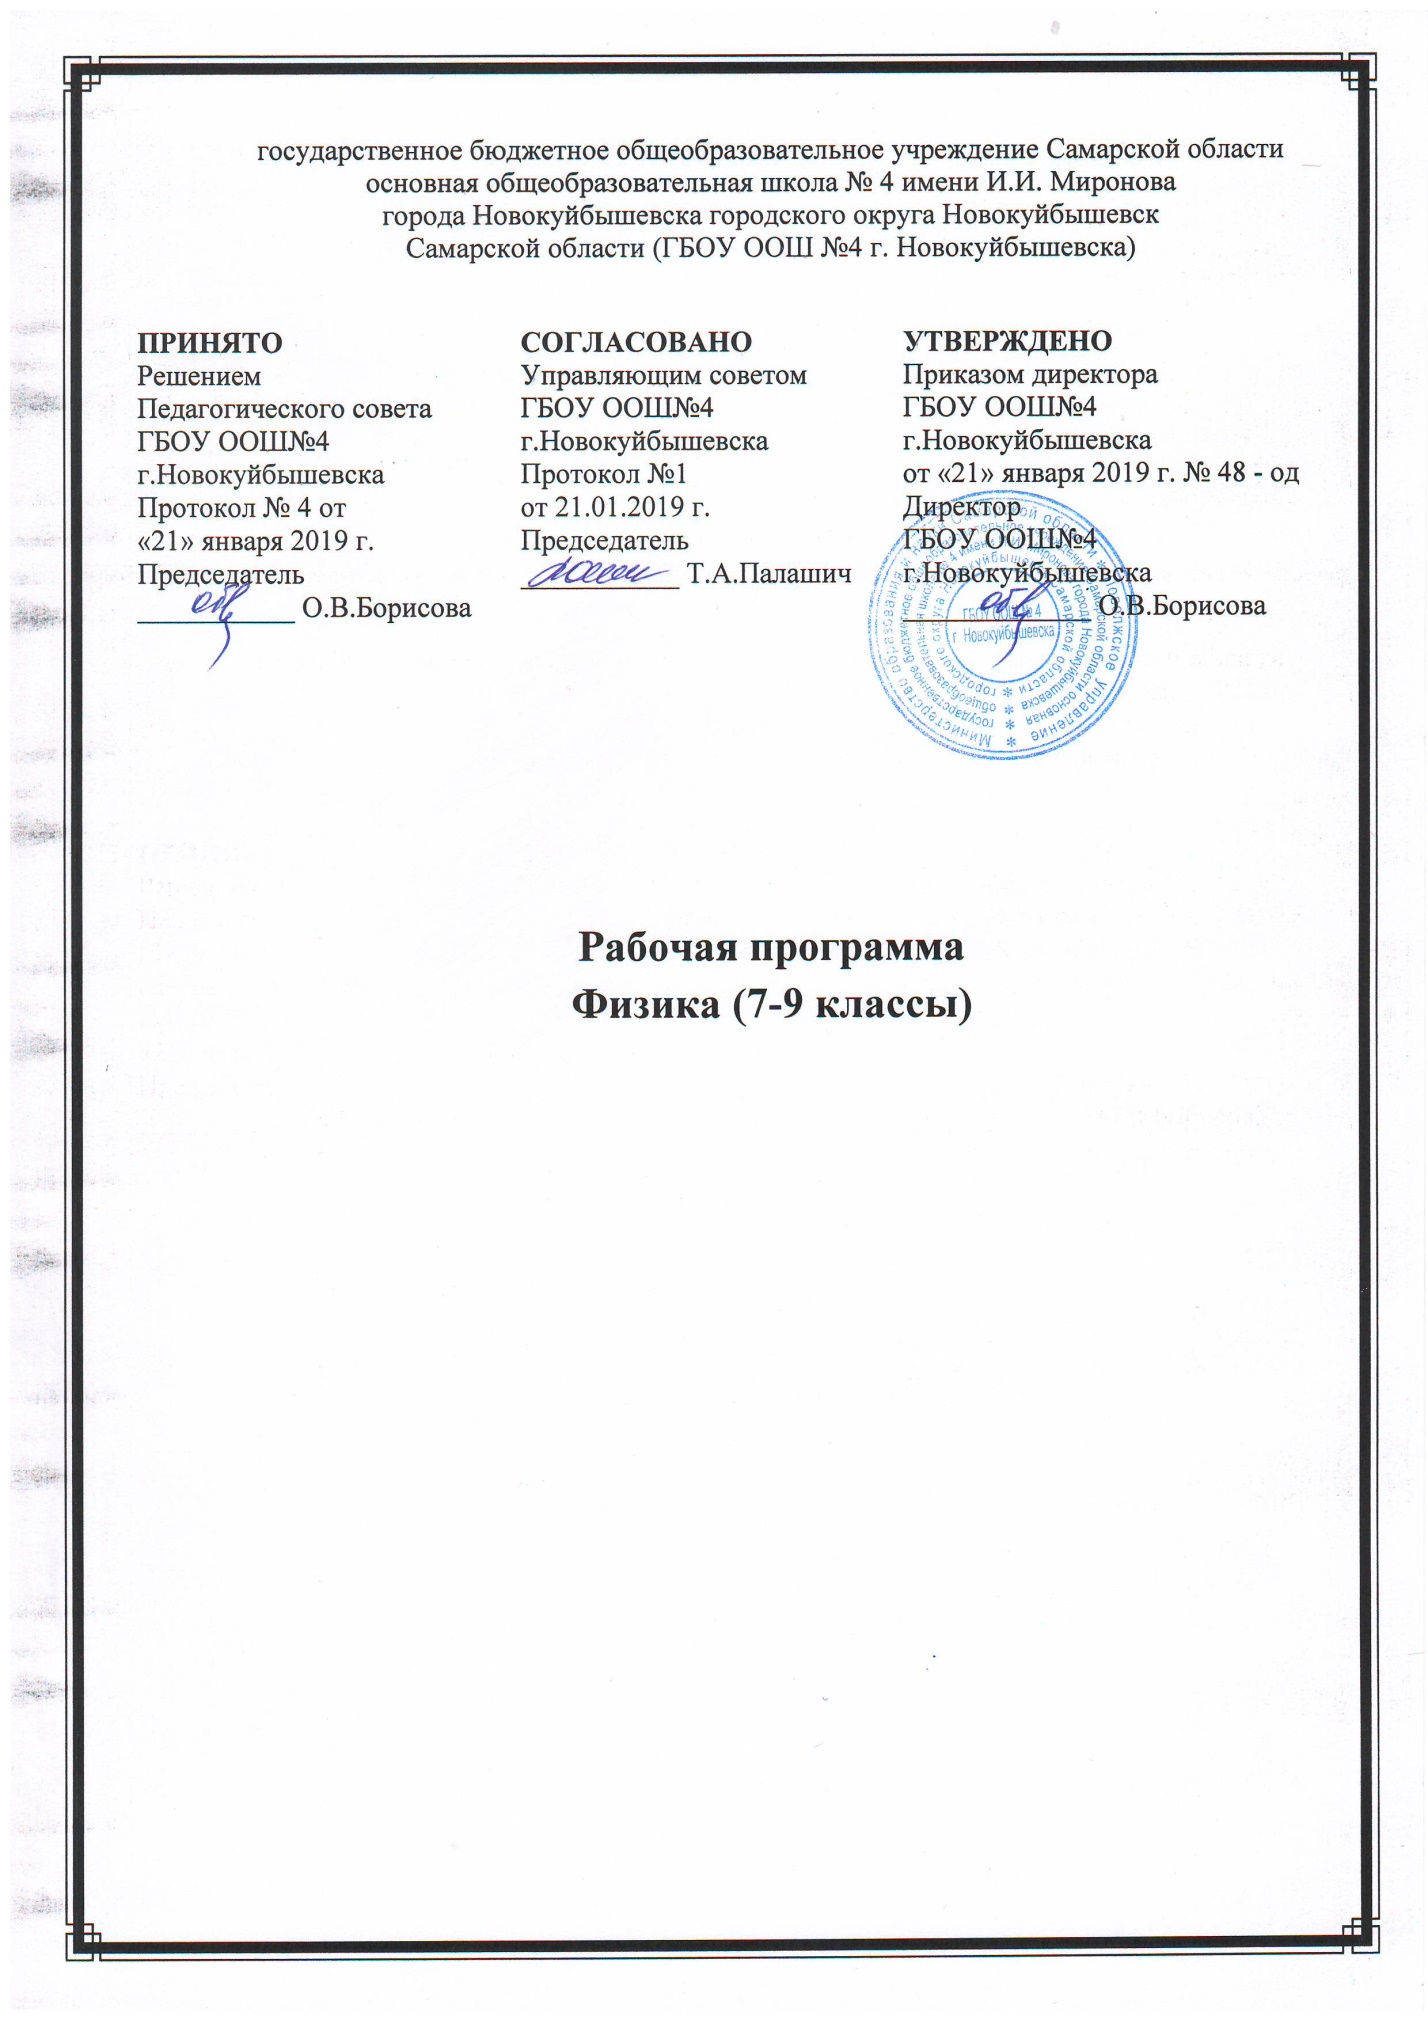 государственное бюджетное общеобразовательное учреждение Самарской области
основная общеобразовательная школа № 4 имени И.И. Миронова
города Новокуйбышевска городского округа Новокуйбышевск
Самарской области (ГБОУ ООШ №4 г. Новокуйбышевска)
ПРИНЯТО
Решением
Педагогического совета
ГБОУ ООШ№4
г.Новокуйбышевска
Протокол № 4 от
«21» января 2019 г.
Председатель
О.В.Борисова
СОГЛАСОВАНО
Управляющим советом
ГБОУ ООШ№4
г.Новокуйбышевска
Протокол №1
от 21.01.2019 г.
Председатель
Т.А.Палашич
УТВЕРЖДЕНО
Приказом директора
ГБОУ ООШ№4
г.Новокуйбышевска
от «21» января 2019 г. № 48 - од
Директор
ГБОУ ООШ№4
г.Новокуйбышевска
О.В.Борисова
ГБОУ ООШ № 4
г. Новокуйбышевска
Рабочая программа
Физика (7-9 классы)